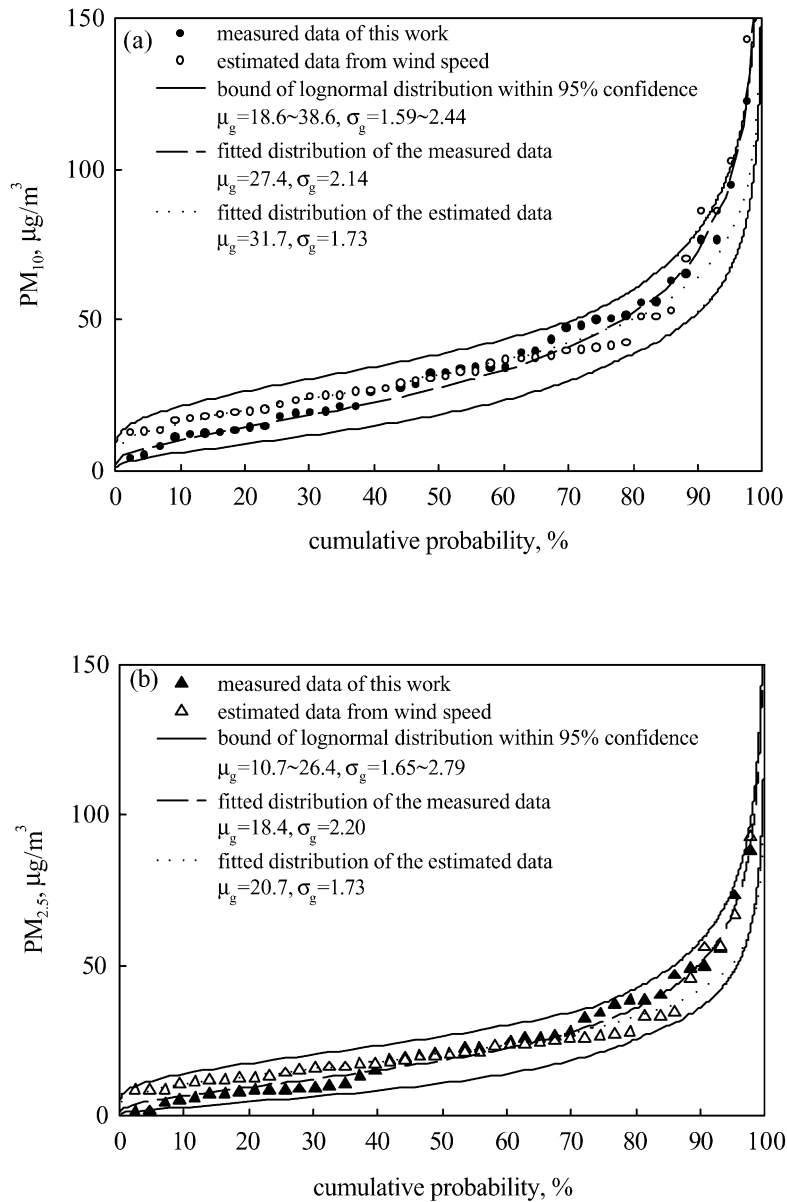 (a)
measured data of this work
estimated data from wind speed
bound of lognormal distribution within 95% confidence
μg=18.6~38.6, σg=1.59~2.44
fitted distribution of the measured data
μg=27.4, σg=2.14
fitted distribution of the estimated data
μg=31.7, σg=1.73
PM10, μg/m3
150
100
50
0
0 10 20 30 40 50 60 70 80 90 100
cumulative probability, %
(b)
measured data of this work
estimated data from wind speed
bound of lognormal distribution within 95% confidence
μg=10.7~26.4, σg=1.65~2.79
fitted distribution of the measured data
μg=18.4, σg=2.20
fitted distribution of the estimated data
μg=20.7, σg=1.73
PM2.5, μg/m3
150
100
50
0
0 10 20 30 40 50 60 70 80 90 100
cumulative probability, %